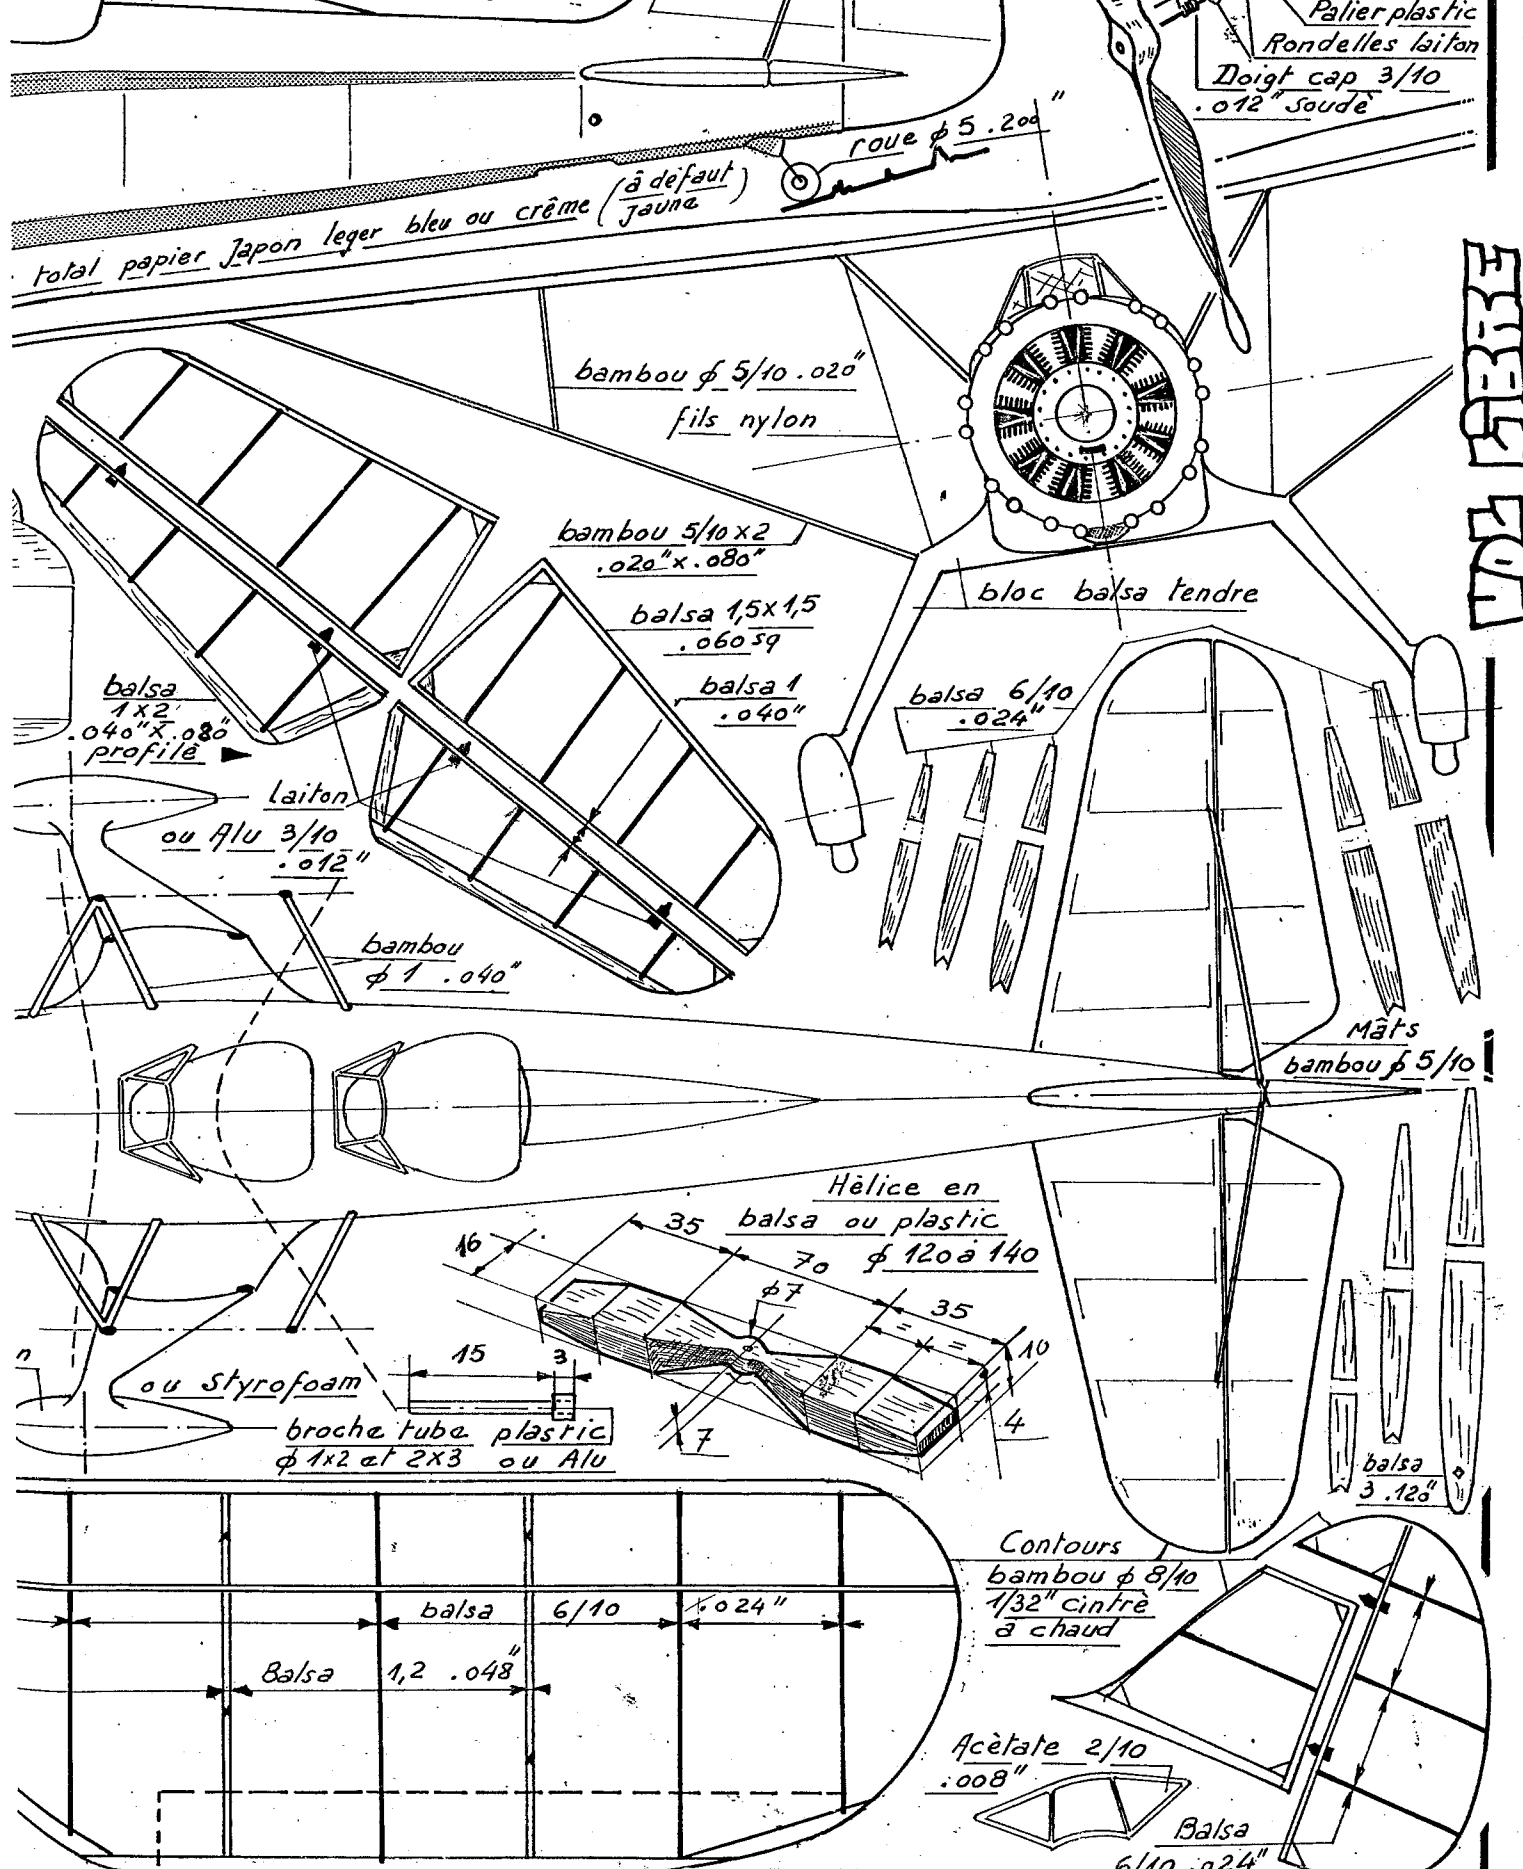 Palier plastic
Rondelles laiton
Doigt cap 3/10
.012" soudé
roue ϕ 5 .200"
total papier Japon leger bleu ou crême (à défaut
jaune)
bambou ϕ 5/10 .020"
fils nylon
VOL LIBRE
bambou 5/10 x 2
.020" x .080"
bloc balsa tendre
balsa 1,5 x 1,5
.060 sq
balsa 1
.040"
balsa 6/10
.024"
balsa
1 x 2
.040" x .080"
profilé
laiton
ou Alu 3/10
.012"
bambou
ϕ 1 .040"
Mâts
bambou ϕ 5/10
Hélice en
balsa ou plastic
ϕ 120 à 140
16
35
70
ϕ7
35
=
=
10
4
7
15
3
n
ou Styrofoam
broche tube plastic
ϕ 1x2 et 2x3 ou Alu
balsa
3 .120"
Contours
bambou ϕ 8/10
1/32" cintré
à chaud
balsa 6/10 .024"
Balsa 1,2 .048"
Acétate 2/10
.008"
Balsa
6/10 .024"